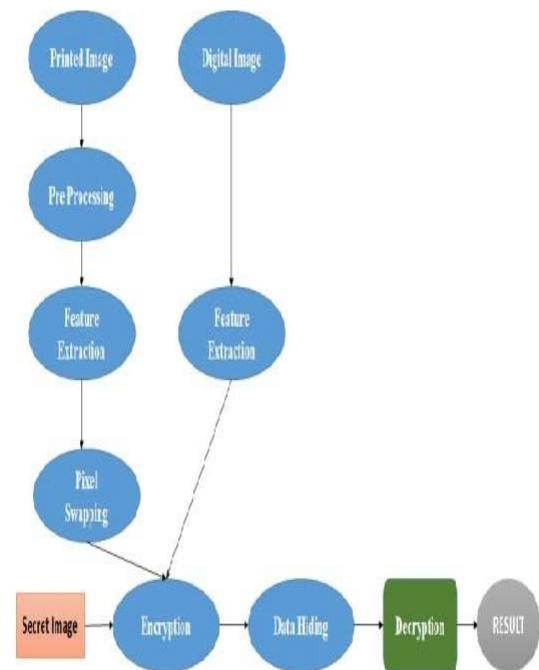 Printed Image
Digital Image
Pre Processing
Feature
Extraction
Feature
Extraction
Pixel
Swapping
Secret Image
Encryption
Data Hiding
Decryption
RESULT